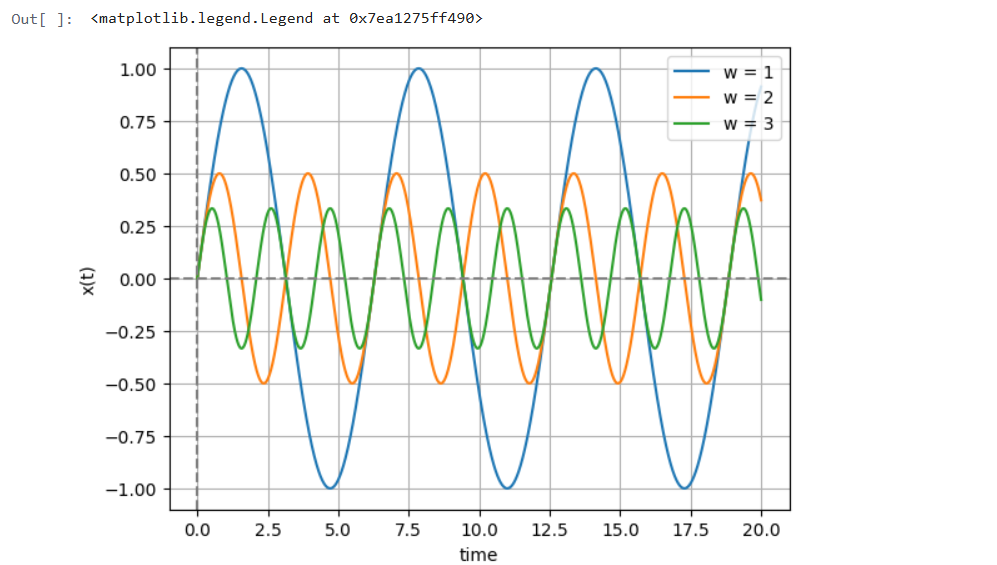 Out[ ]: <matplotlib.legend.Legend at 0x7ea1275ff490>
1.00
0.75
0.50
0.25
0.00
−0.25
−0.50
−0.75
−1.00
x(t)
w = 1
w = 2
w = 3
0.0 2.5 5.0 7.5 10.0 12.5 15.0 17.5 20.0
time